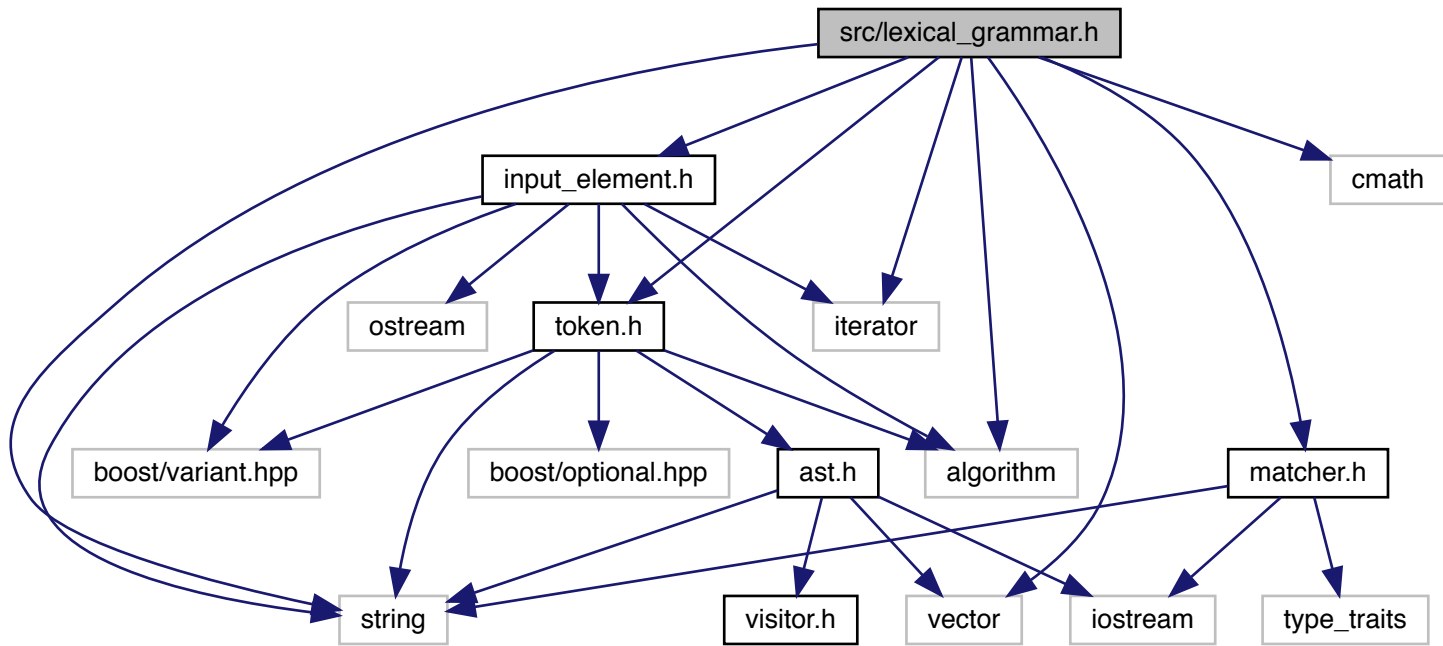 src/lexical_grammar.h
input_element.h
cmath
ostream
token.h
iterator
boost/variant.hpp
boost/optional.hpp
ast.h
algorithm
matcher.h
string
visitor.h
vector
iostream
type_traits